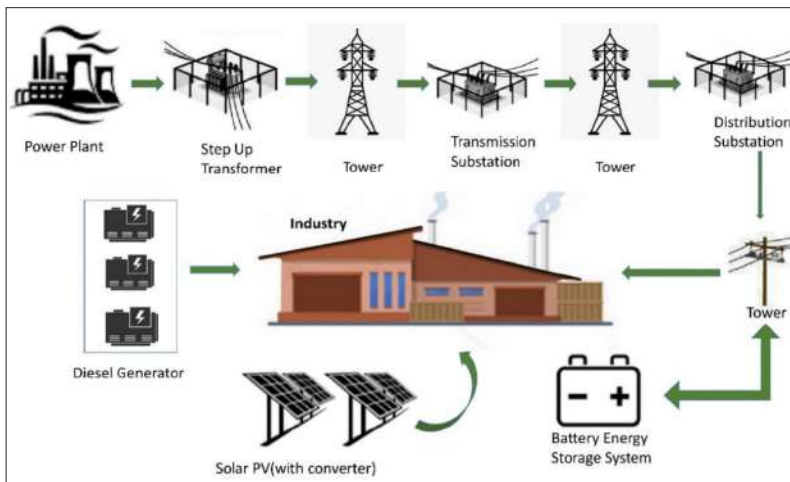 Power Plant
Step Up
Transformer
Tower
Transmission
Substation
Tower
Distribution
Substation
Industry
Tower
Diesel Generator
Solar PV(with converter)
Battery Energy
Storage System